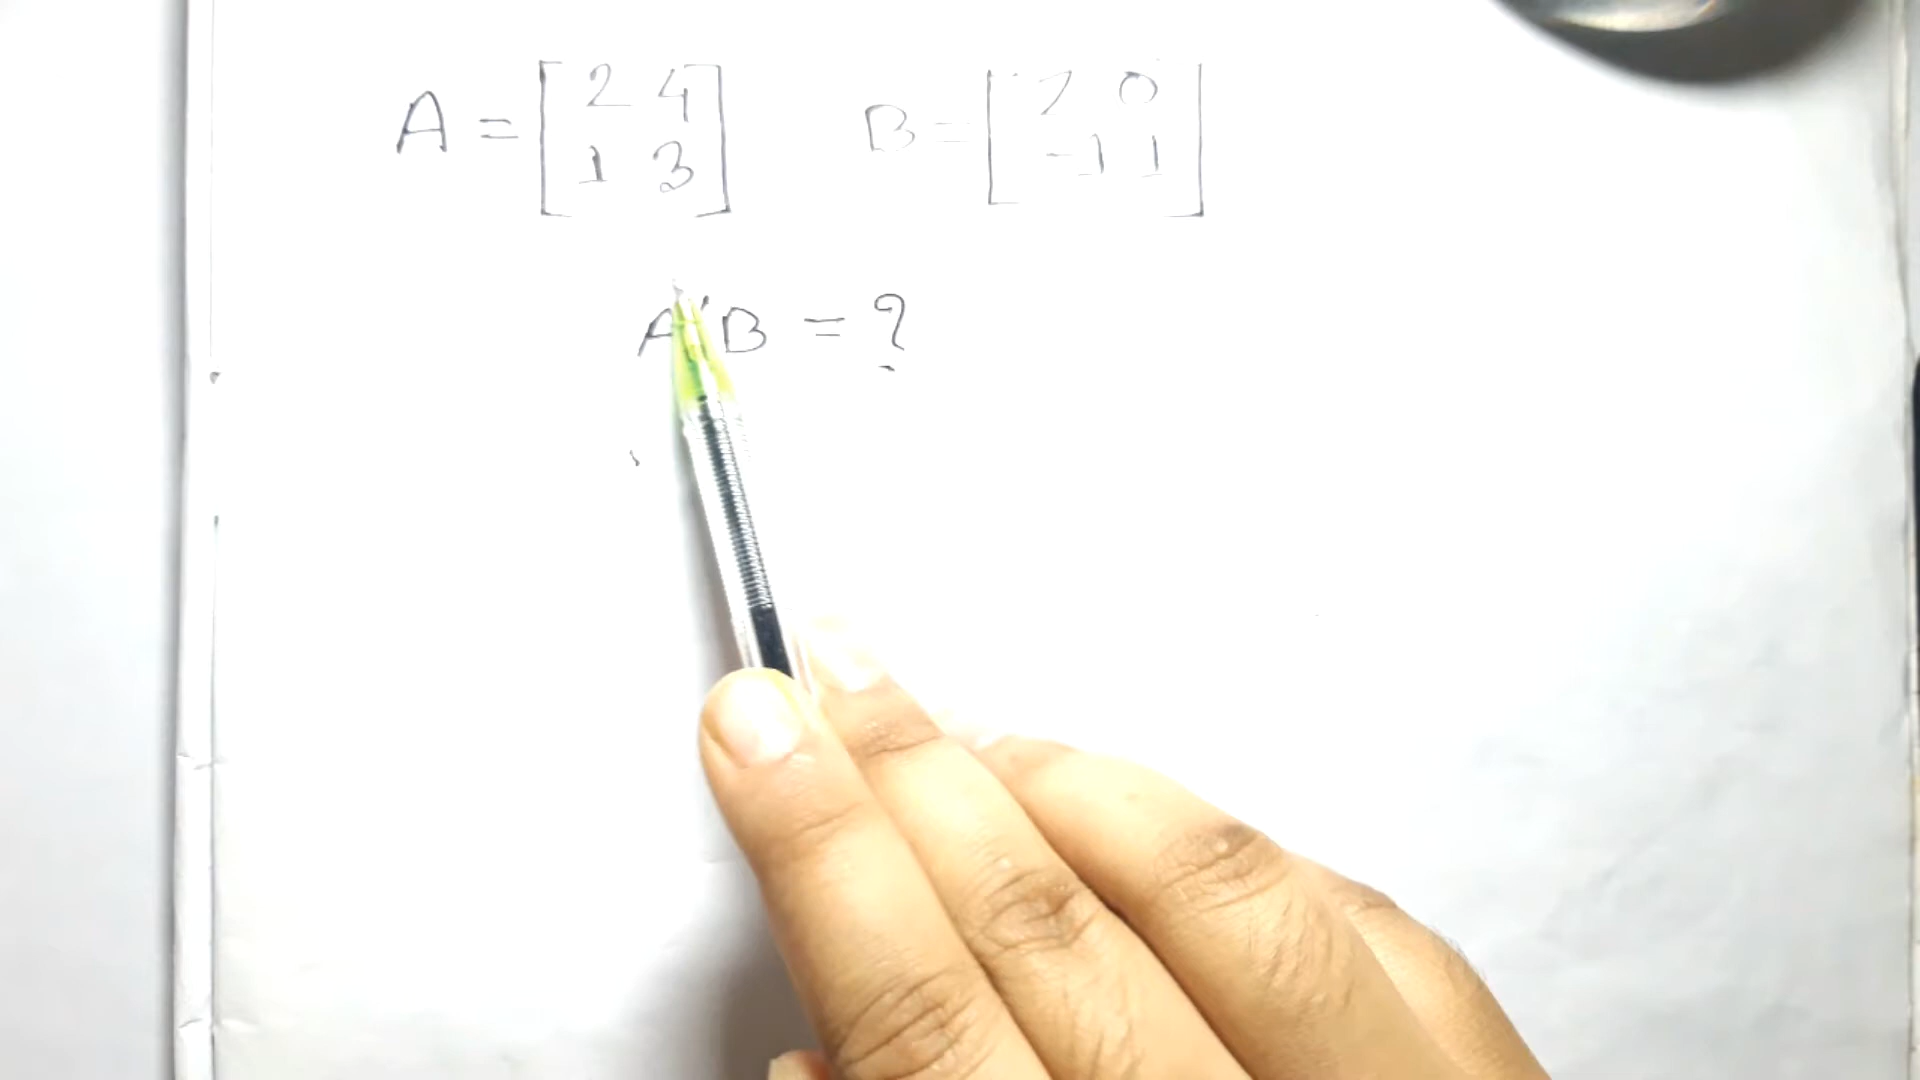 A = [2 4 B = [7 0
1 3] -1 1]
A'B = ?